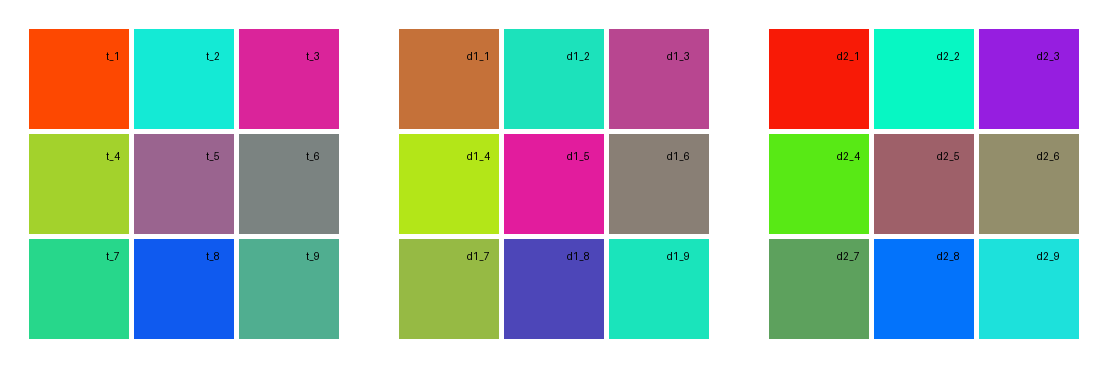 t_1 t_2 t_3 d1_1 d1_2 d1_3 d2_1 d2_2 d2_3
t_4 t_5 t_6 d1_4 d1_5 d1_6 d2_4 d2_5 d2_6
t_7 t_8 t_9 d1_7 d1_8 d1_9 d2_7 d2_8 d2_9